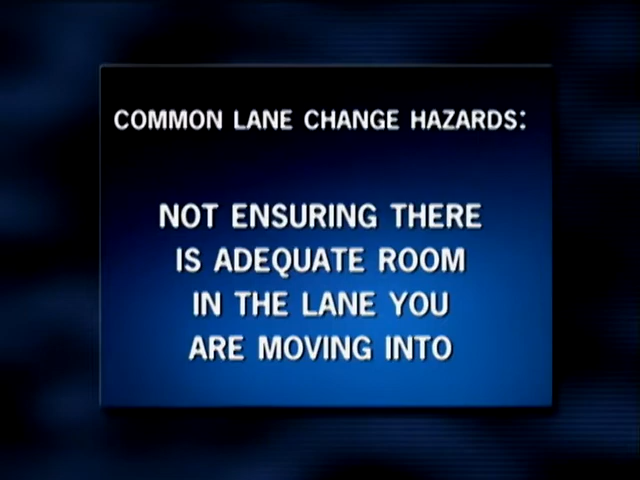 COMMON LANE CHANGE HAZARDS:
NOT ENSURING THERE
IS ADEQUATE ROOM
IN THE LANE YOU
ARE MOVING INTO